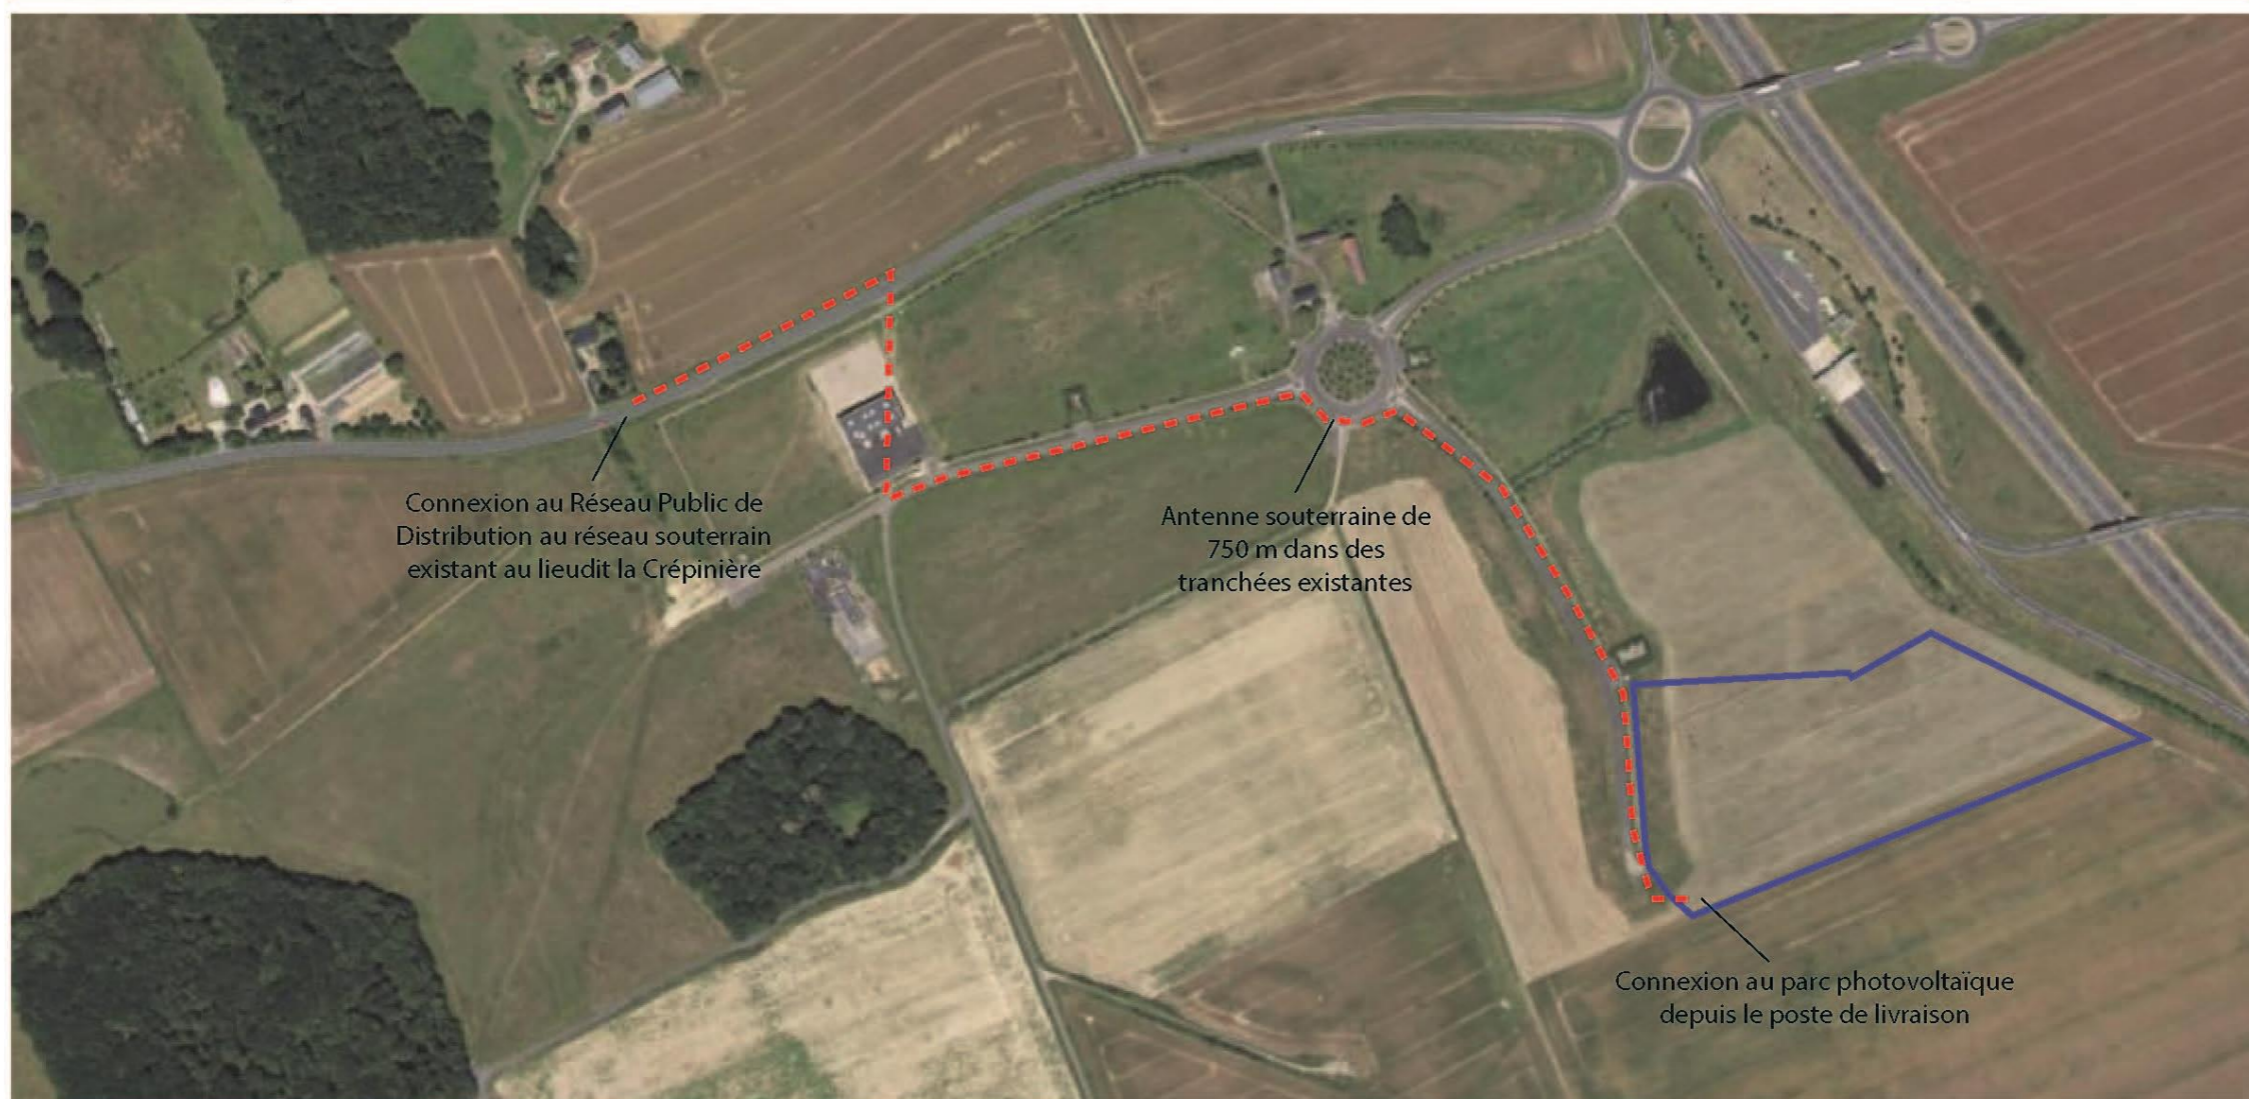 Connexion au Réseau Public de
Distribution au réseau souterrain
existant au lieudit la Crépinière
Antenne souterraine de
750 m dans des
tranchées existantes
Connexion au parc photovoltaïque
depuis le poste de livraison